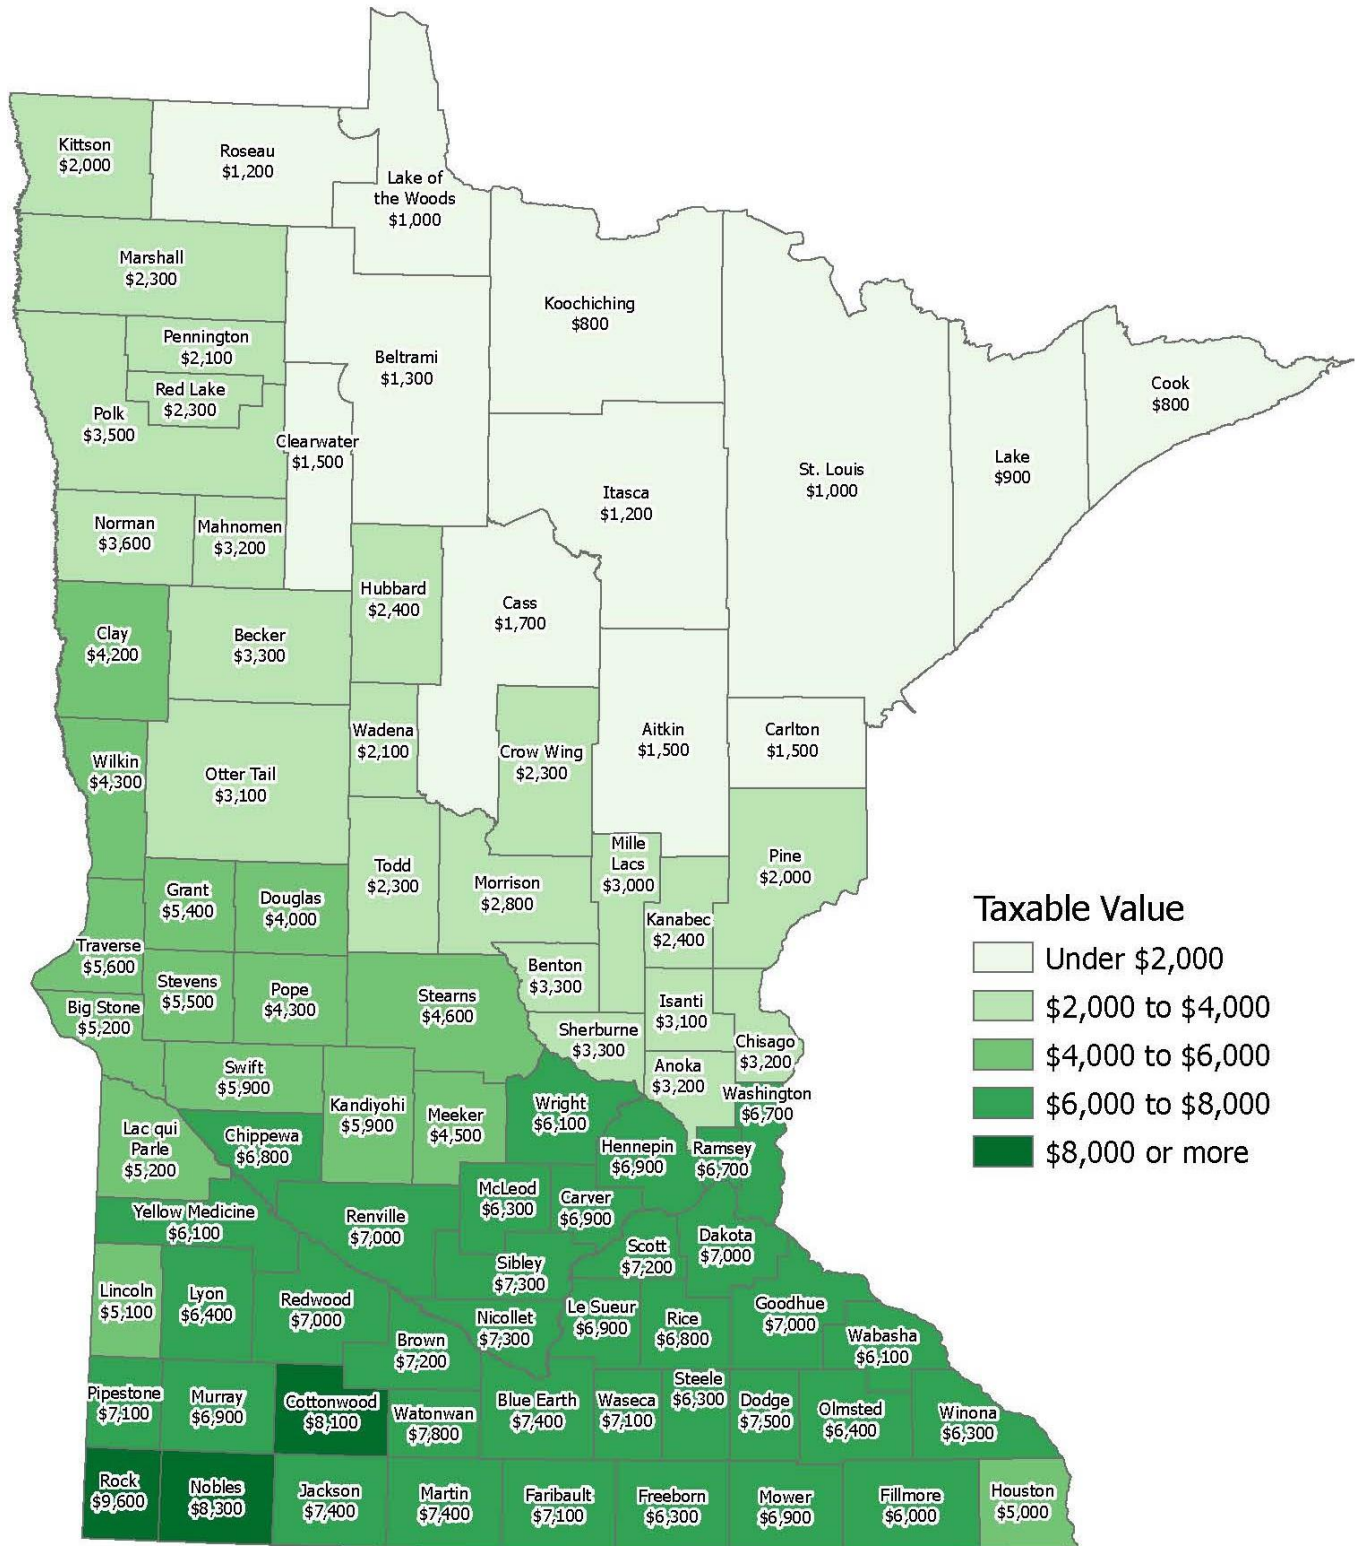 Kittson
$2,000
Roseau
$1,200
Lake of
the Woods
$1,000
Marshall
$2,300
Koochiching
$800
Pennington
$2,100
Beltrami
$1,300
Red Lake
$2,300
Polk
$3,500
Clearwater
$1,500
St. Louis
$1,000
Lake
$900
Cook
$800
Itasca
$1,200
Norman
$3,600
Mahnomen
$3,200
Hubbard
$2,400
Cass
$1,700
Clay
$4,200
Becker
$3,300
Wadena
$2,100
Crow Wing
$2,300
Aitkin
$1,500
Carlton
$1,500
Wilkin
$4,300
Otter Tail
$3,100
Todd
$2,300
Morrison
$2,800
Mille
Lacs
$3,000
Pine
$2,000
Kanabec
$2,400
Grant
$5,400
Douglas
$4,000
Traverse
$5,600
Stevens
$5,500
Pope
$4,300
Stearns
$4,600
Benton
$3,300
Isanti
$3,100
Big Stone
$5,200
Sherburne
$3,300
Chisago
$3,200
Anoka
$3,200
Swift
$5,900
Kandiyohi
$5,900
Meeker
$4,500
Wright
$6,100
Washington
$6,700
Lac qui
Parle
$5,200
Chippewa
$6,800
Hennepin
$6,900
Ramsey
$6,700
McLeod
$6,300
Carver
$6,900
Yellow Medicine
$6,100
Renville
$7,000
Scott
$7,200
Dakota
$7,000
Sibley
$7,300
Lincoln
$5,100
Lyon
$6,400
Redwood
$7,000
Nicollet
$7,300
Le Sueur
$6,900
Rice
$6,800
Goodhue
$7,000
Wabasha
$6,100
Brown
$7,200
Pipestone
$7,100
Murray
$6,900
Cottonwood
$8,100
Watonwan
$7,800
Blue Earth
$7,400
Waseca
$7,100
Steele
$6,300
Dodge
$7,500
Olmsted
$6,400
Winona
$6,300
Rock
$9,600
Nobles
$8,300
Jackson
$7,400
Martin
$7,400
Faribault
$7,100
Freeborn
$6,300
Mower
$6,900
Fillmore
$6,000
Houston
$5,000
Taxable Value
Under $2,000
$2,000 to $4,000
$4,000 to $6,000
$6,000 to $8,000
$8,000 or more